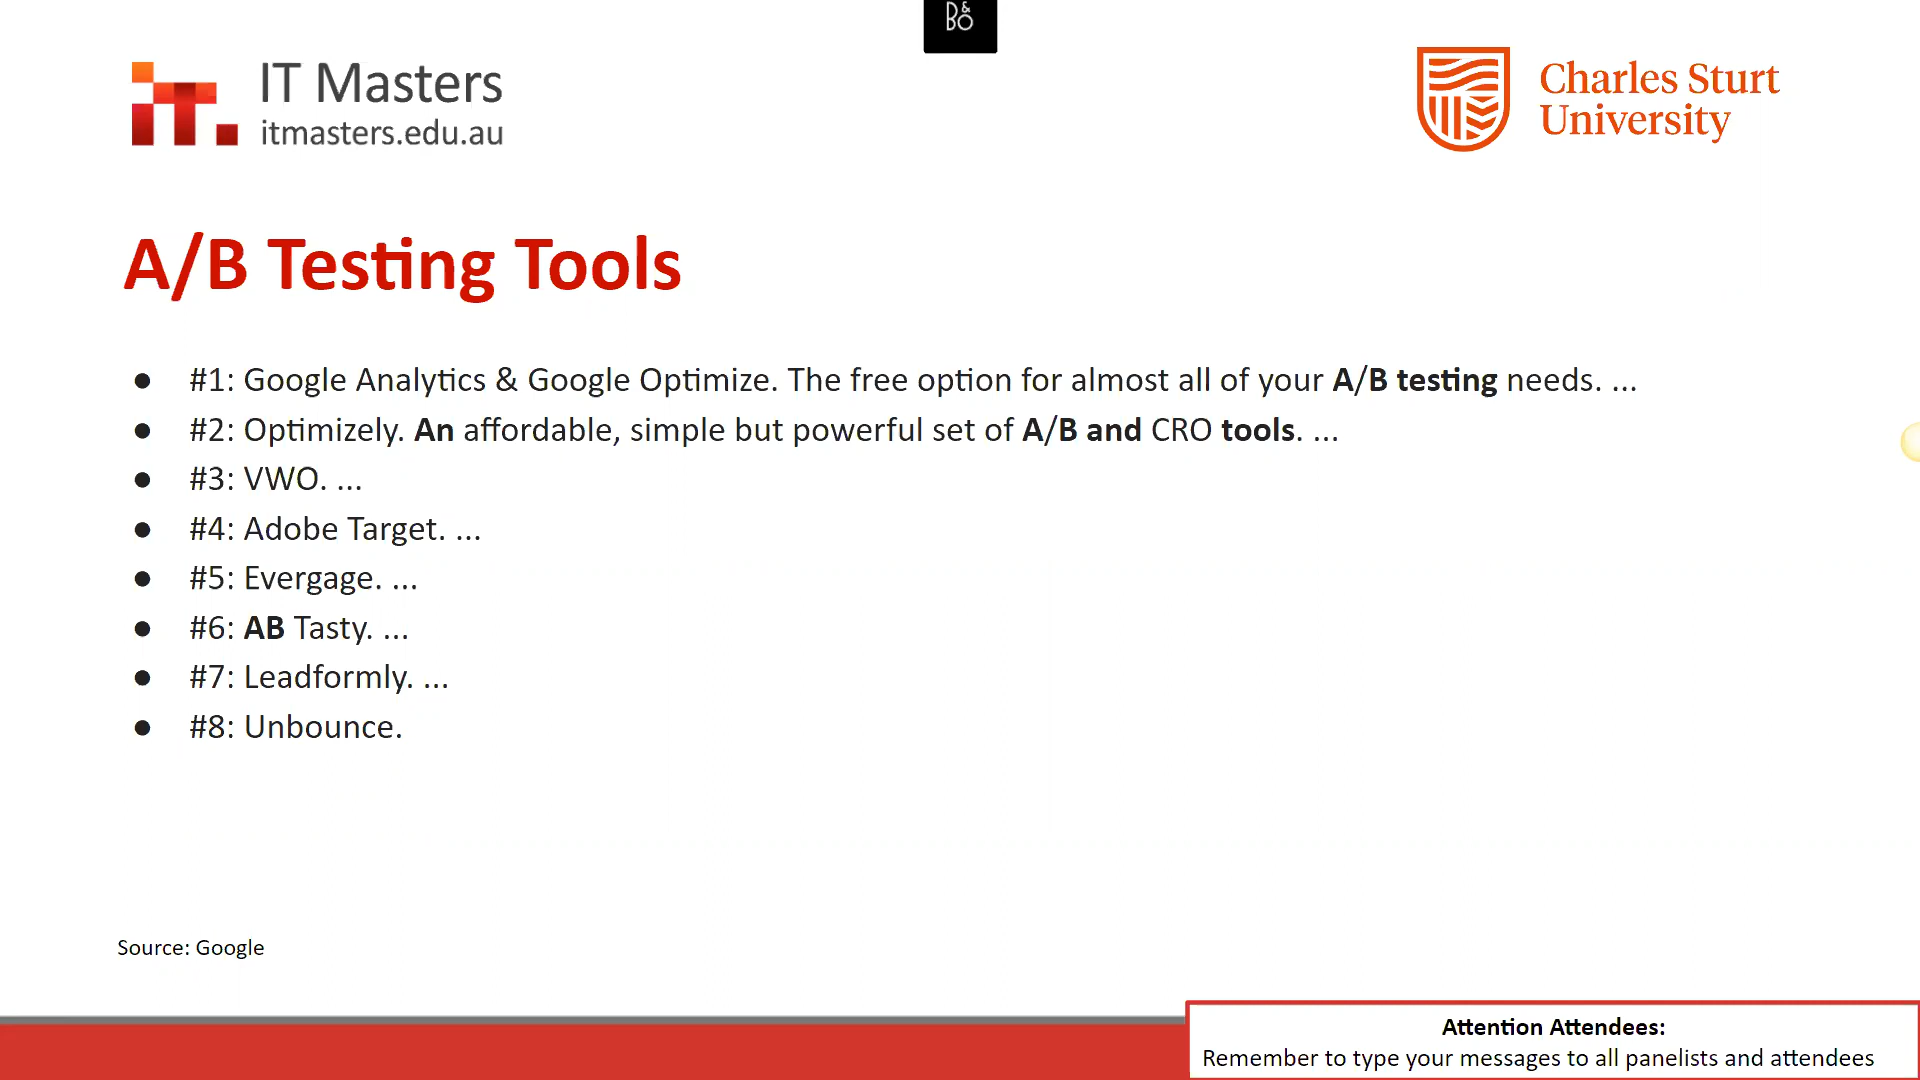 B&O
IT Masters
itmasters.edu.au
Charles Sturt
University
A/B Testing Tools
● #1: Google Analytics & Google Optimize. The free option for almost all of your A/B testing needs. ...
● #2: Optimizely. An affordable, simple but powerful set of A/B and CRO tools. ...
● #3: VWO. ...
● #4: Adobe Target. ...
● #5: Evergage. ...
● #6: AB Tasty. ...
● #7: Leadformly. ...
● #8: Unbounce.
Source: Google
Attention Attendees:
Remember to type your messages to all panelists and attendees